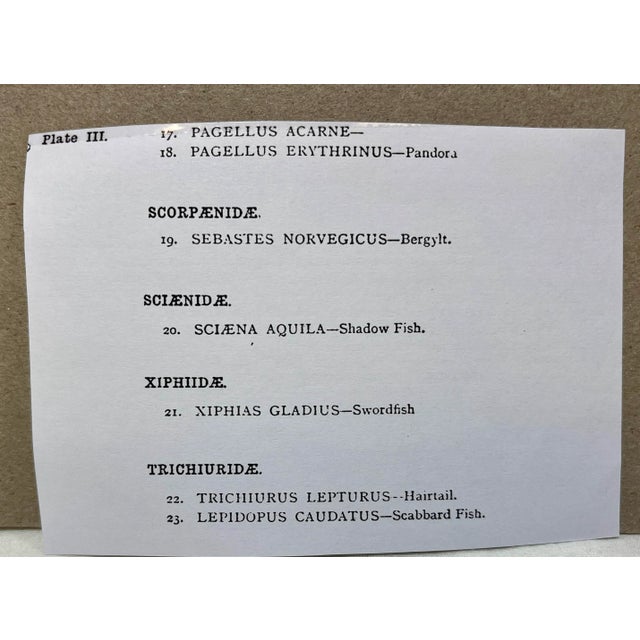 Plate III.
17. PAGELLUS ACARNE—
18. PAGELLUS ERYTHRINUS—Pandora
SCORPÆNIDÆ.
19. SEBASTES NORVEGICUS—Bergylt.
SCIÆNIDÆ.
20. SCIÆNA AQUILA—Shadow Fish.
XIPHIIDÆ.
21. XIPHIAS GLADIUS—Swordfish
TRICHIURIDÆ.
22. TRICHIURUS LEPTURUS--Hairtail.
23. LEPIDOPUS CAUDATUS—Scabbard Fish.